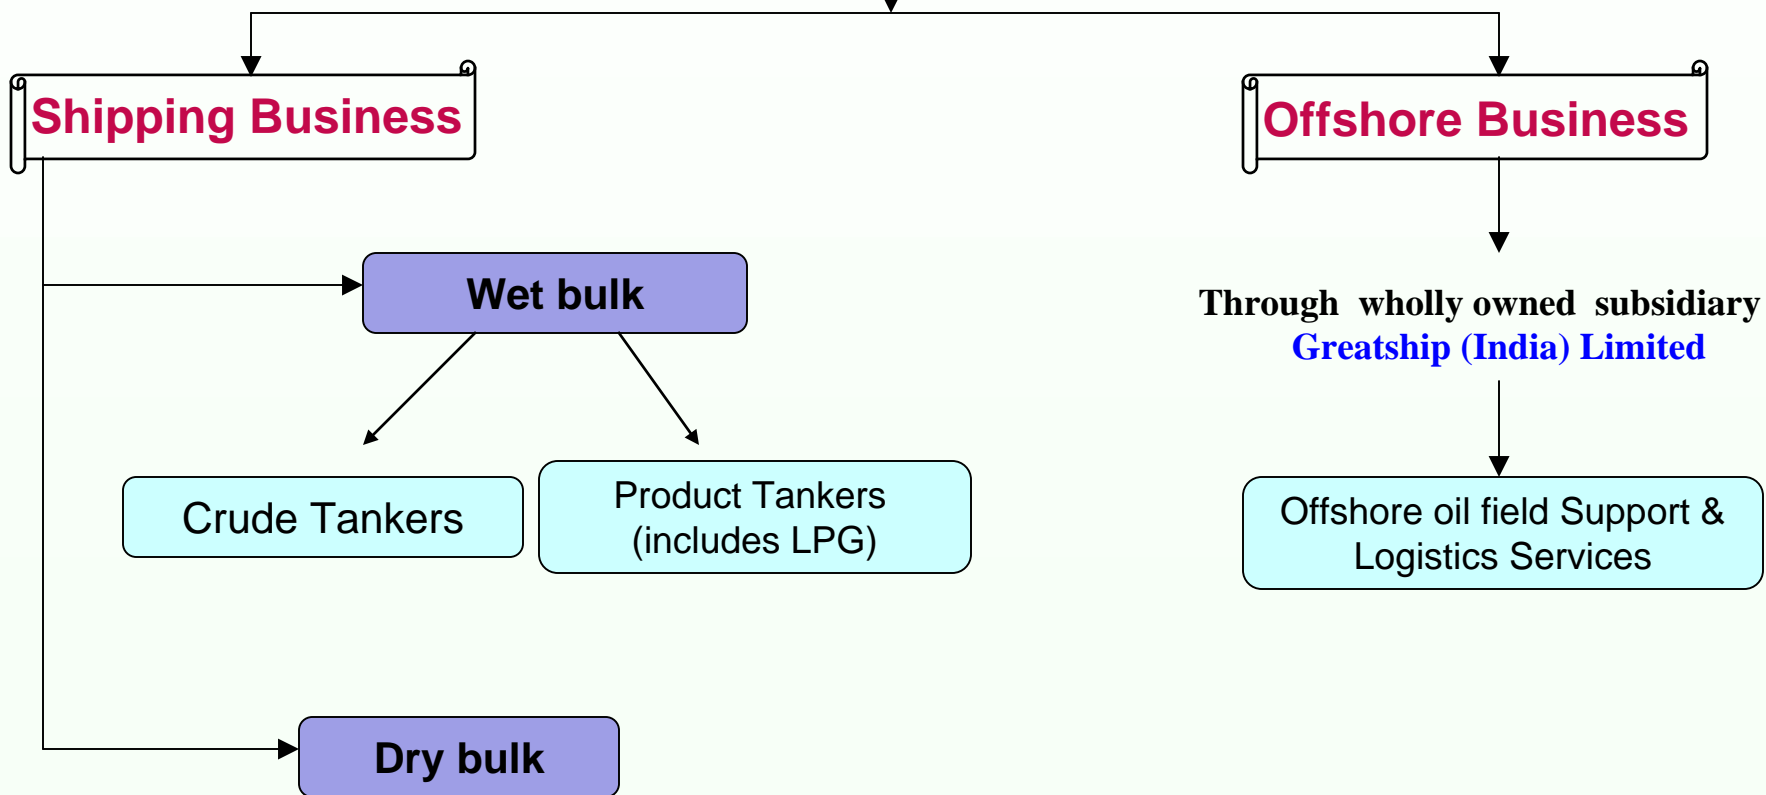 Shipping Business
Offshore Business
Wet bulk
Through wholly owned subsidiary
Greatship (India) Limited
Crude Tankers
Product Tankers
(includes LPG)
Offshore oil field Support &
Logistics Services
Dry bulk